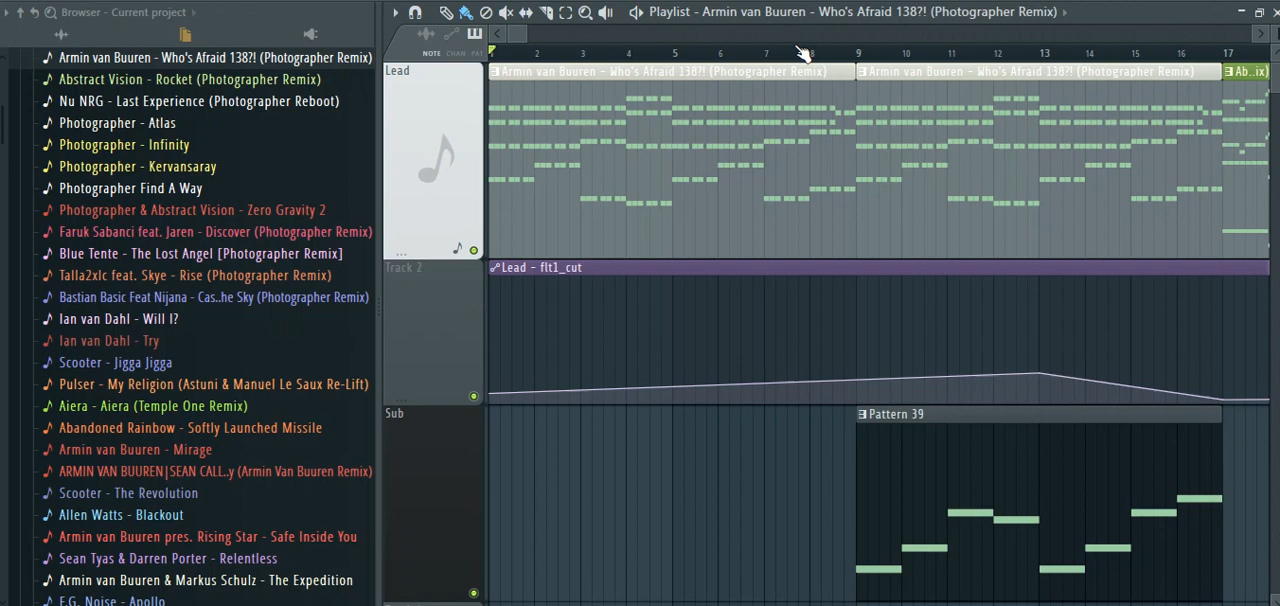 Browser - Current project
Playlist - Armin van Buuren - Who's Afraid 138?! (Photographer Remix)
NOTE CHAN PAT
2 3 4 5 6 7 8 9 10 11 12 13 14 15 16 17
Armin van Buuren - Who's Afraid 138?! (Photographer Remix)
Abstract Vision - Rocket (Photographer Remix)
Nu NRG - Last Experience (Photographer Reboot)
Photographer - Atlas
Photographer - Infinity
Photographer - Kervansaray
Photographer Find A Way
Photographer & Abstract Vision - Zero Gravity 2
Faruk Sabanci feat. Jaren - Discover (Photographer Remix)
Blue Tente - The Lost Angel [Photographer Remix]
Talla2xlc feat. Skye - Rise (Photographer Remix)
Bastian Basic Feat Nijana - Cas..he Sky (Photographer Remix)
Ian van Dahl - Will I?
Ian van Dahl - Try
Scooter - Jigga Jigga
Pulser - My Religion (Astuni & Manuel Le Saux Re-Lift)
Aiera - Aiera (Temple One Remix)
Abandoned Rainbow - Softly Launched Missile
Armin van Buuren - Mirage
ARMIN VAN BUUREN|SEAN CALL..y (Armin Van Buuren Remix)
Scooter - The Revolution
Allen Watts - Blackout
Armin van Buuren pres. Rising Star - Safe Inside You
Sean Tyas & Darren Porter - Relentless
Armin van Buuren & Markus Schulz - The Expedition
F.G. Noise - Apollo
Lead
Armin van Buuren - Who's Afraid 138?! (Photographer Remix)
Armin van Buuren - Who's Afraid 138?! (Photographer Remix)
Ab..ix)
Track 2
Lead - flt1_cut
Sub
Pattern 39